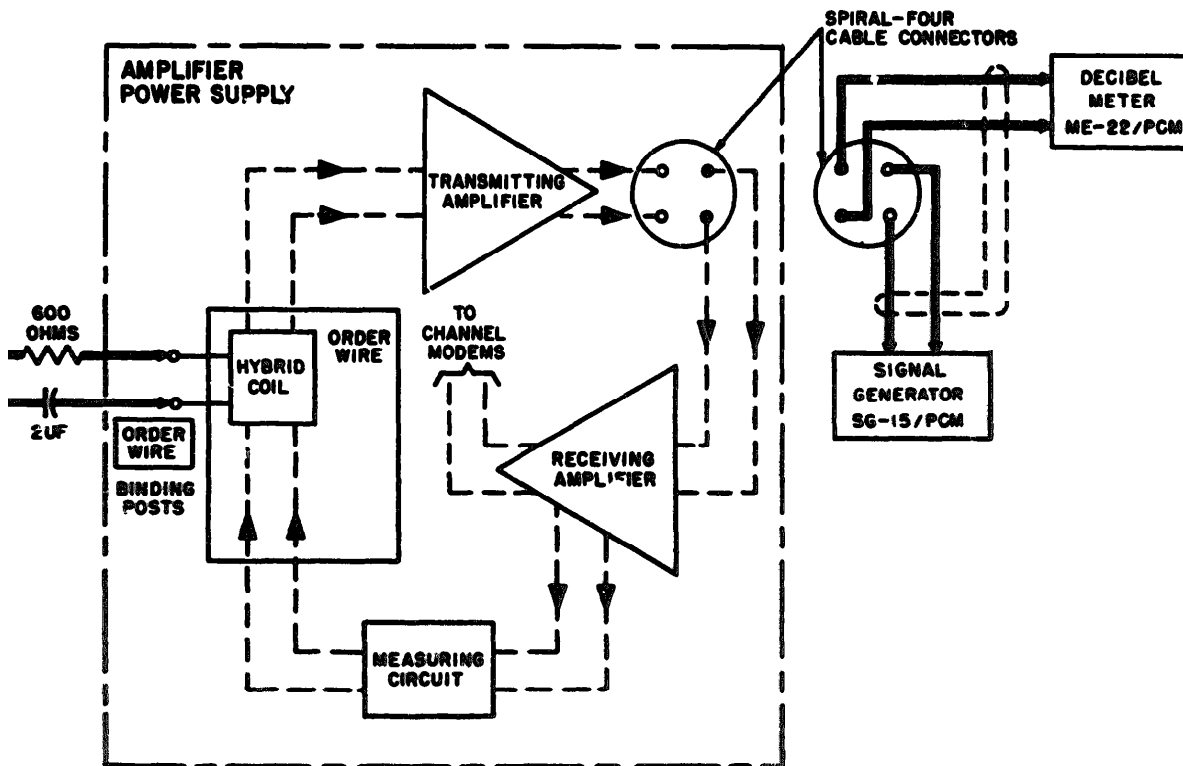 SPIRAL-FOUR
CABLE CONNECTORS
AMPLIFIER
POWER SUPPLY
DECIBEL
METER
ME-22/PCM
TRANSMITTING
AMPLIFIER
600
OHMS
TO
CHANNEL
MODEMS
ORDER
WIRE
HYBRID
COIL
SIGNAL
GENERATOR
SG-15/PCM
2UF
ORDER
WIRE
BINDING
POSTS
RECEIVING
AMPLIFIER
MEASURING
CIRCUIT